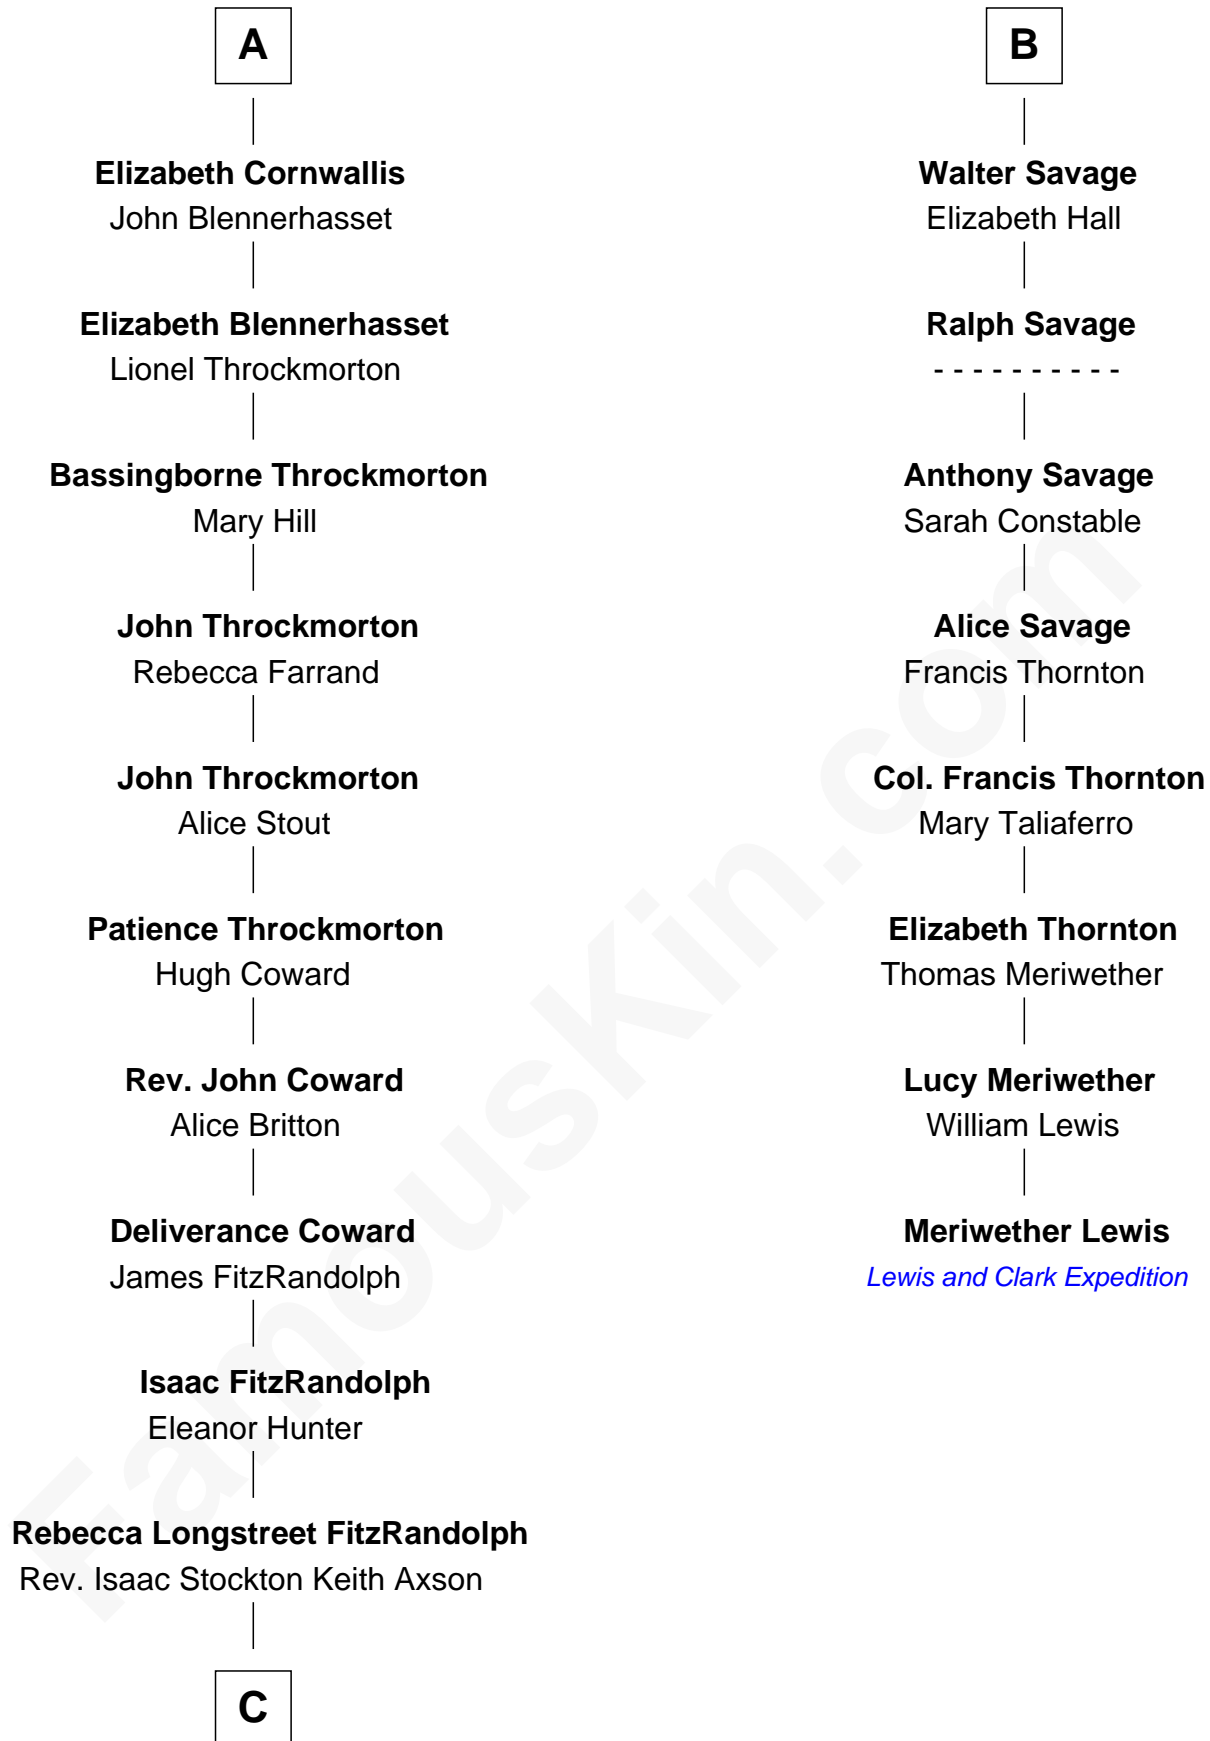 A
Elizabeth Cornwallis
John Blennerhasset
Elizabeth Blennerhasset
Lionel Throckmorton
Bassingborne Throckmorton
Mary Hill
John Throckmorton
Rebecca Farrand
John Throckmorton
Alice Stout
Patience Throckmorton
Hugh Coward
Rev. John Coward
Alice Britton
Deliverance Coward
James FitzRandolph
Isaac FitzRandolph
Eleanor Hunter
Rebecca Longstreet FitzRandolph
Rev. Isaac Stockton Keith Axson
C
B
Walter Savage
Elizabeth Hall
Ralph Savage
- - - - - - - - - -
Anthony Savage
Sarah Constable
Alice Savage
Francis Thornton
Col. Francis Thornton
Mary Taliaferro
Elizabeth Thornton
Thomas Meriwether
Lucy Meriwether
William Lewis
Meriwether Lewis
Lewis and Clark Expedition
FamousKin.com